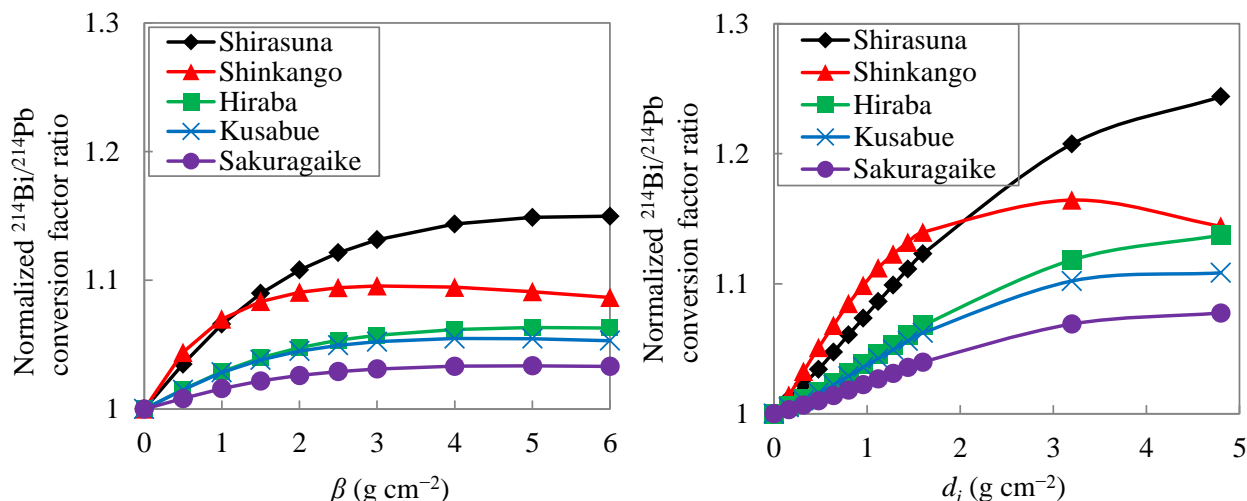 Normalized ²¹⁴Bi/²¹⁴Pb
conversion factor ratio
1.3
1.2
1.1
1
Shirasuna
Shinkango
Hiraba
Kusabue
Sakuragaike
0 1 2 3 4 5 6
β (g cm⁻²)
Normalized ²¹⁴Bi/²¹⁴Pb
conversion factor ratio
1.3
1.2
1.1
1
Shirasuna
Shinkango
Hiraba
Kusabue
Sakuragaike
0 1 2 3 4 5
dᵢ (g cm⁻²)